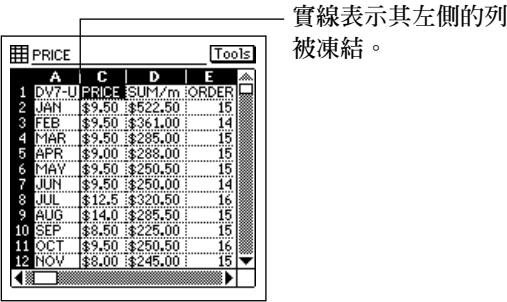 實線表示其左側的列
被凍結。
PRICE Tools
A C D E
1 DV7-U PRICE SUM/m ORDER
2 JAN $9.50 $522.50 15
3 FEB $9.50 $361.00 14
4 MAR $9.50 $285.00 15
5 APR $9.00 $288.00 15
6 MAY $9.50 $250.50 15
7 JUN $9.50 $250.00 14
8 JUL $12.5 $320.50 16
9 AUG $14.0 $285.50 15
10 SEP $8.50 $225.00 15
11 OCT $9.50 $250.50 16
12 NOV $8.00 $245.00 15